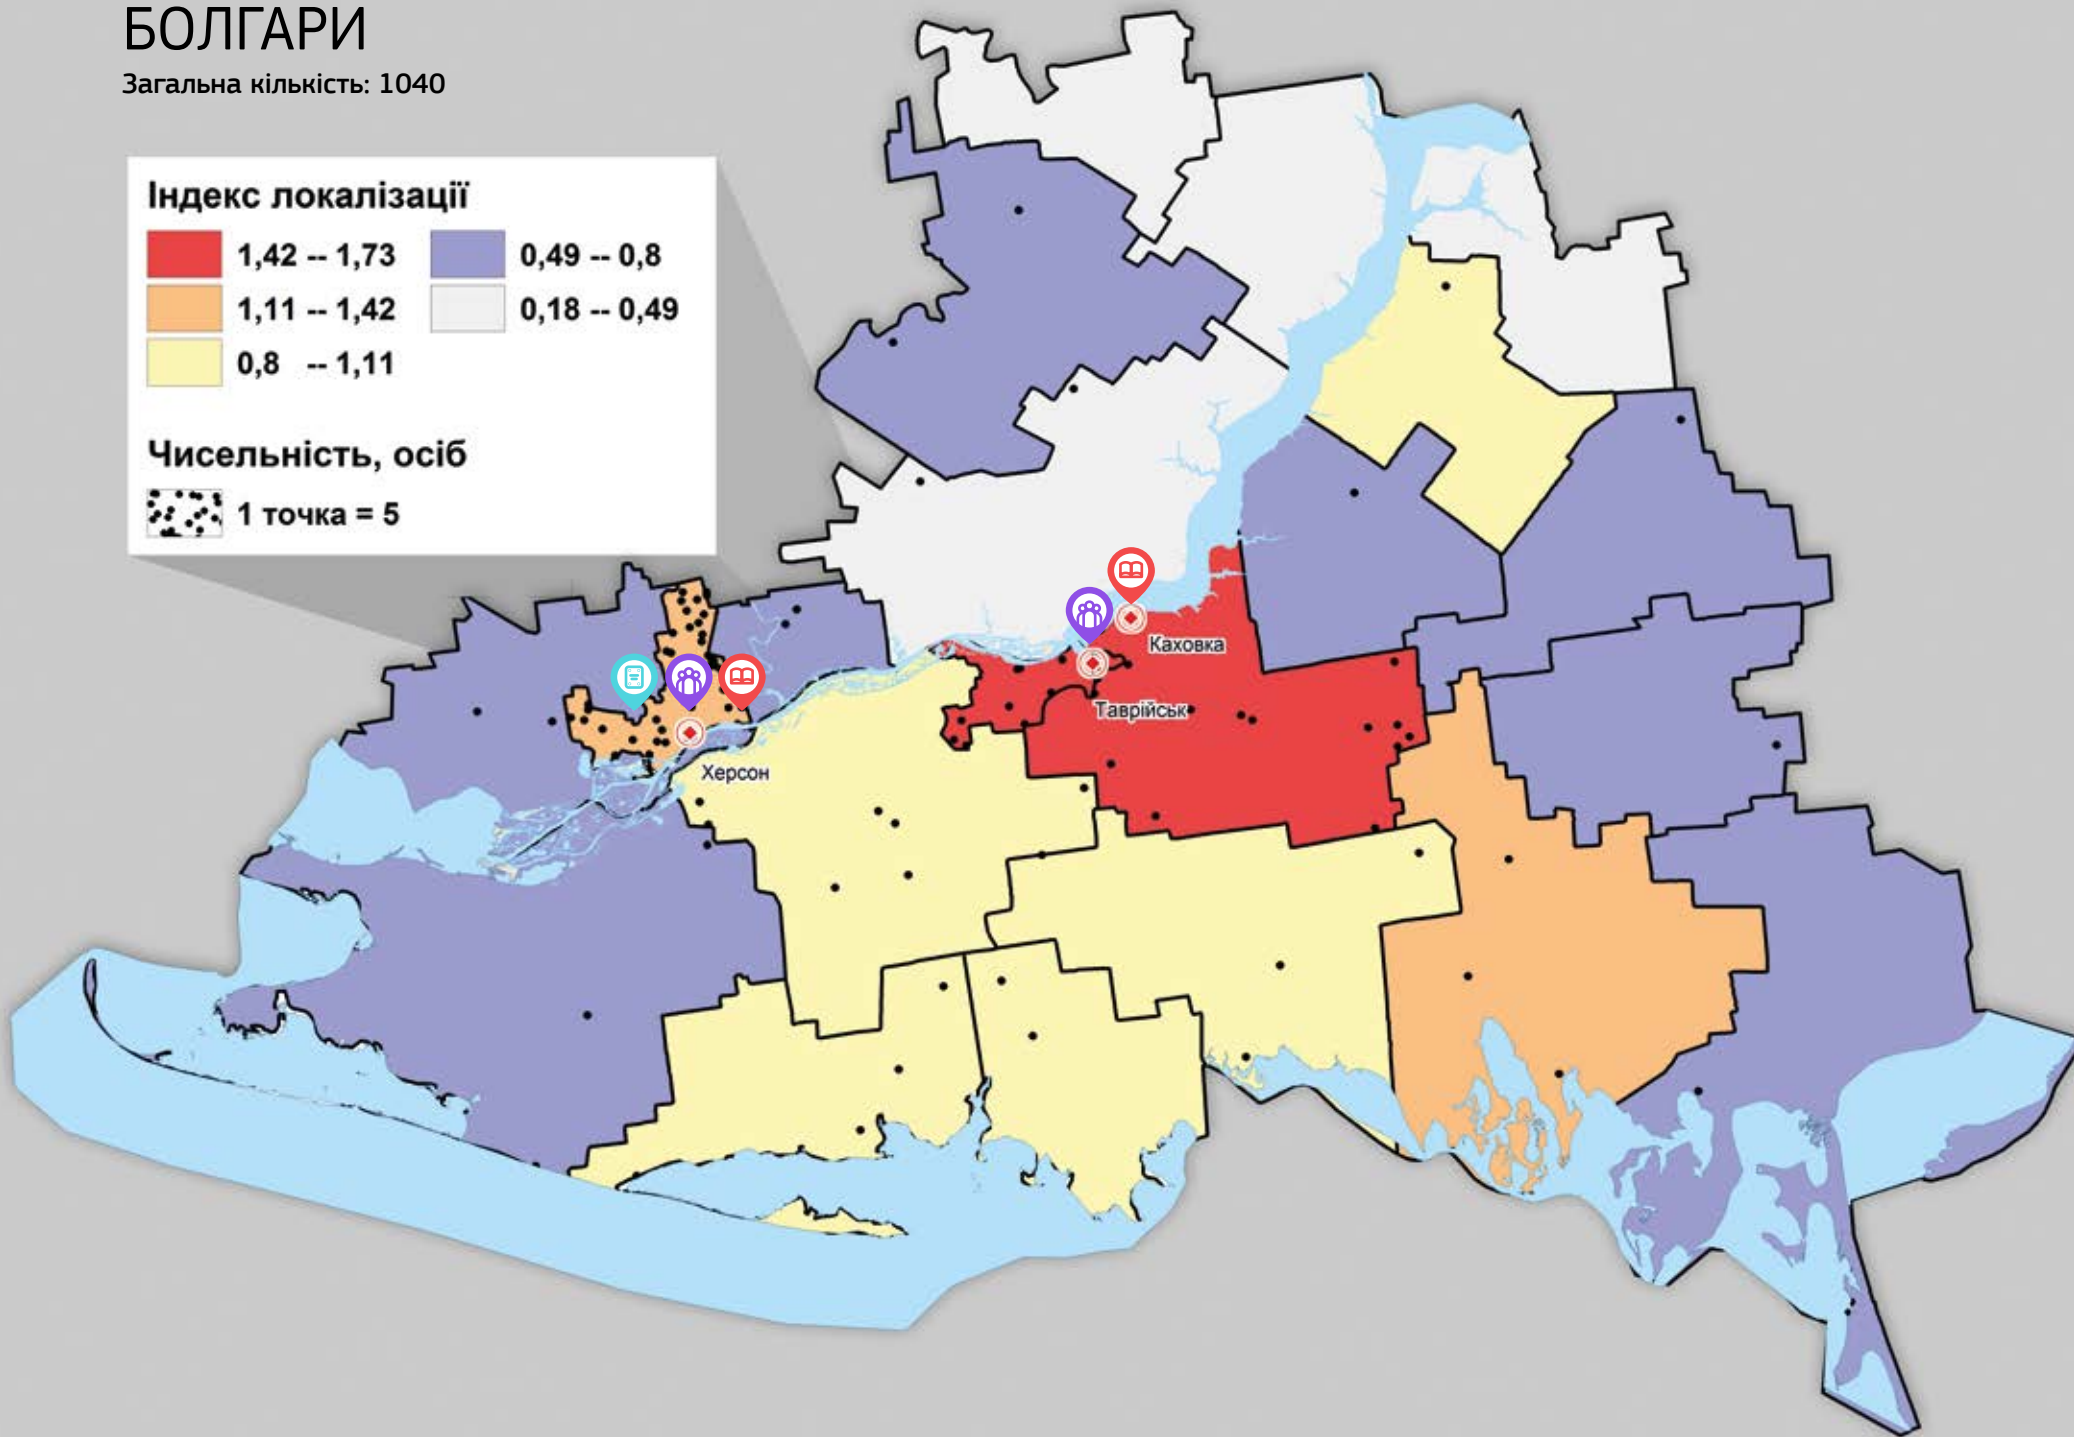 БОЛГАРИ
Загальна кількість: 1040
Індекс локалізації
1,42 -- 1,73
0,49 -- 0,8
1,11 -- 1,42
0,18 -- 0,49
0,8 -- 1,11
Чисельність, осіб
1 точка = 5
Каховка
Таврійськ
Херсон